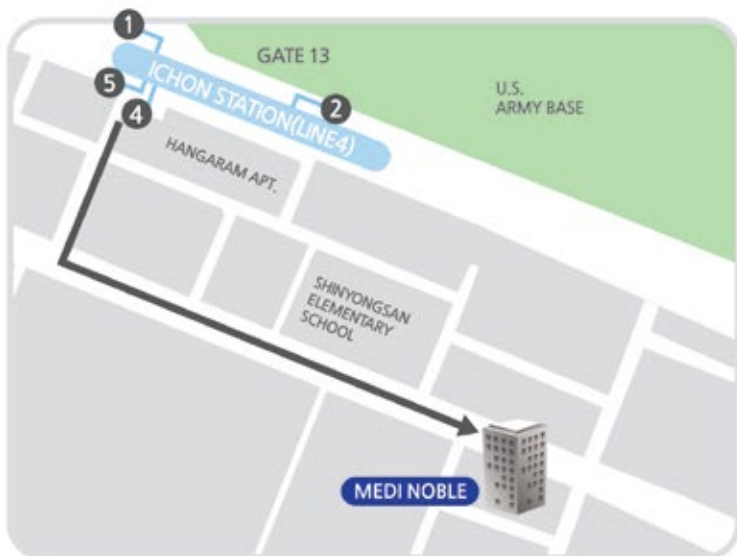 1
GATE 13
U.S.
ARMY BASE
5
ICHON STATION(LINE4)
2
4
HANGARAM APT.
SHINYONGSAN
ELEMENTARY
SCHOOL
MEDI NOBLE